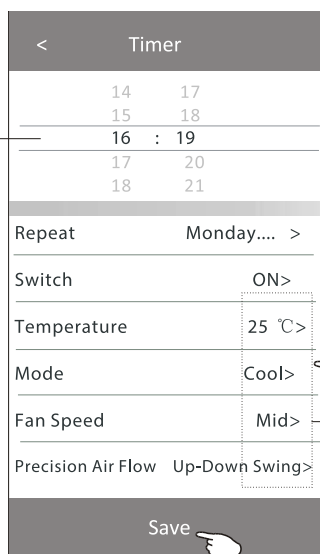 < Timer
14 17
15 18
16 : 19
17 20
18 21
Repeat Monday.... >
Switch ON>
Temperature 25 ℃>
Mode Cool>
Fan Speed Mid>
Precision Air Flow Up-Down Swing>
Save